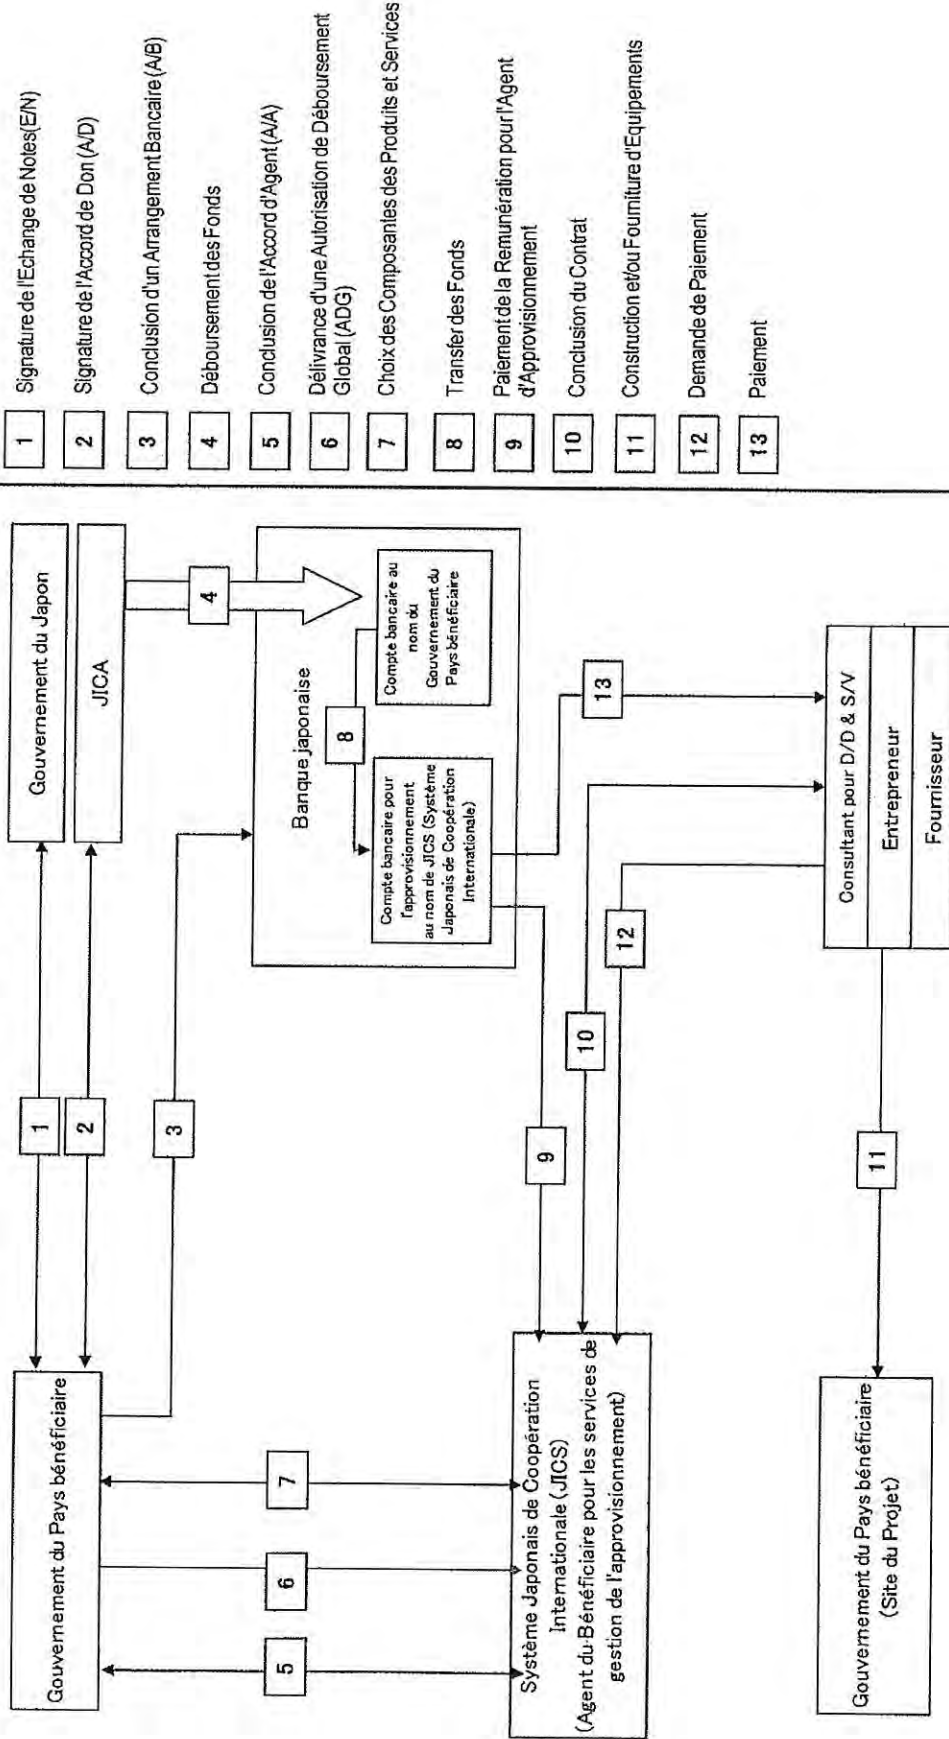 Gouvernement du Pays bénéficiaire
Gouvernement du Japon
JICA
1
2
3
4
Banque japonaise
8
Compte bancaire pour
l'approvisionnement
au nom de JICS (Système
Japonais de Coopération
Internationale)
Compte bancaire au
nom du
Gouvernement du
Pays bénéficiaire
5
6
7
9
10
12
13
Système Japonais de Coopération
Internationale (JICS)
(Agent du Bénéficiaire pour les services de
gestion de l'approvisionnement)
Consultant pour D/D & S/V
Entrepreneur
Fournisseur
11
Gouvernement du Pays bénéficiaire
(Site du Projet)
1 Signature de l'Echange de Notes(E/N)
2 Signature de l'Accord de Don (A/D)
3 Conclusion d'un Arrangement Bancaire (A/B)
4 Déboursement des Fonds
5 Conclusion de l'Accord d'Agent (A/A)
6 Délivrance d'une Autorisation de Déboursement
Global (ADG)
7 Choix des Composantes des Produits et Services
8 Transfer des Fonds
9 Paiement de la Remunération pour l'Agent
d'Approvisionnement
10 Conclusion du Contrat
11 Construction et/ou Fourniture d'Equipements
12 Demande de Paiement
13 Paiement